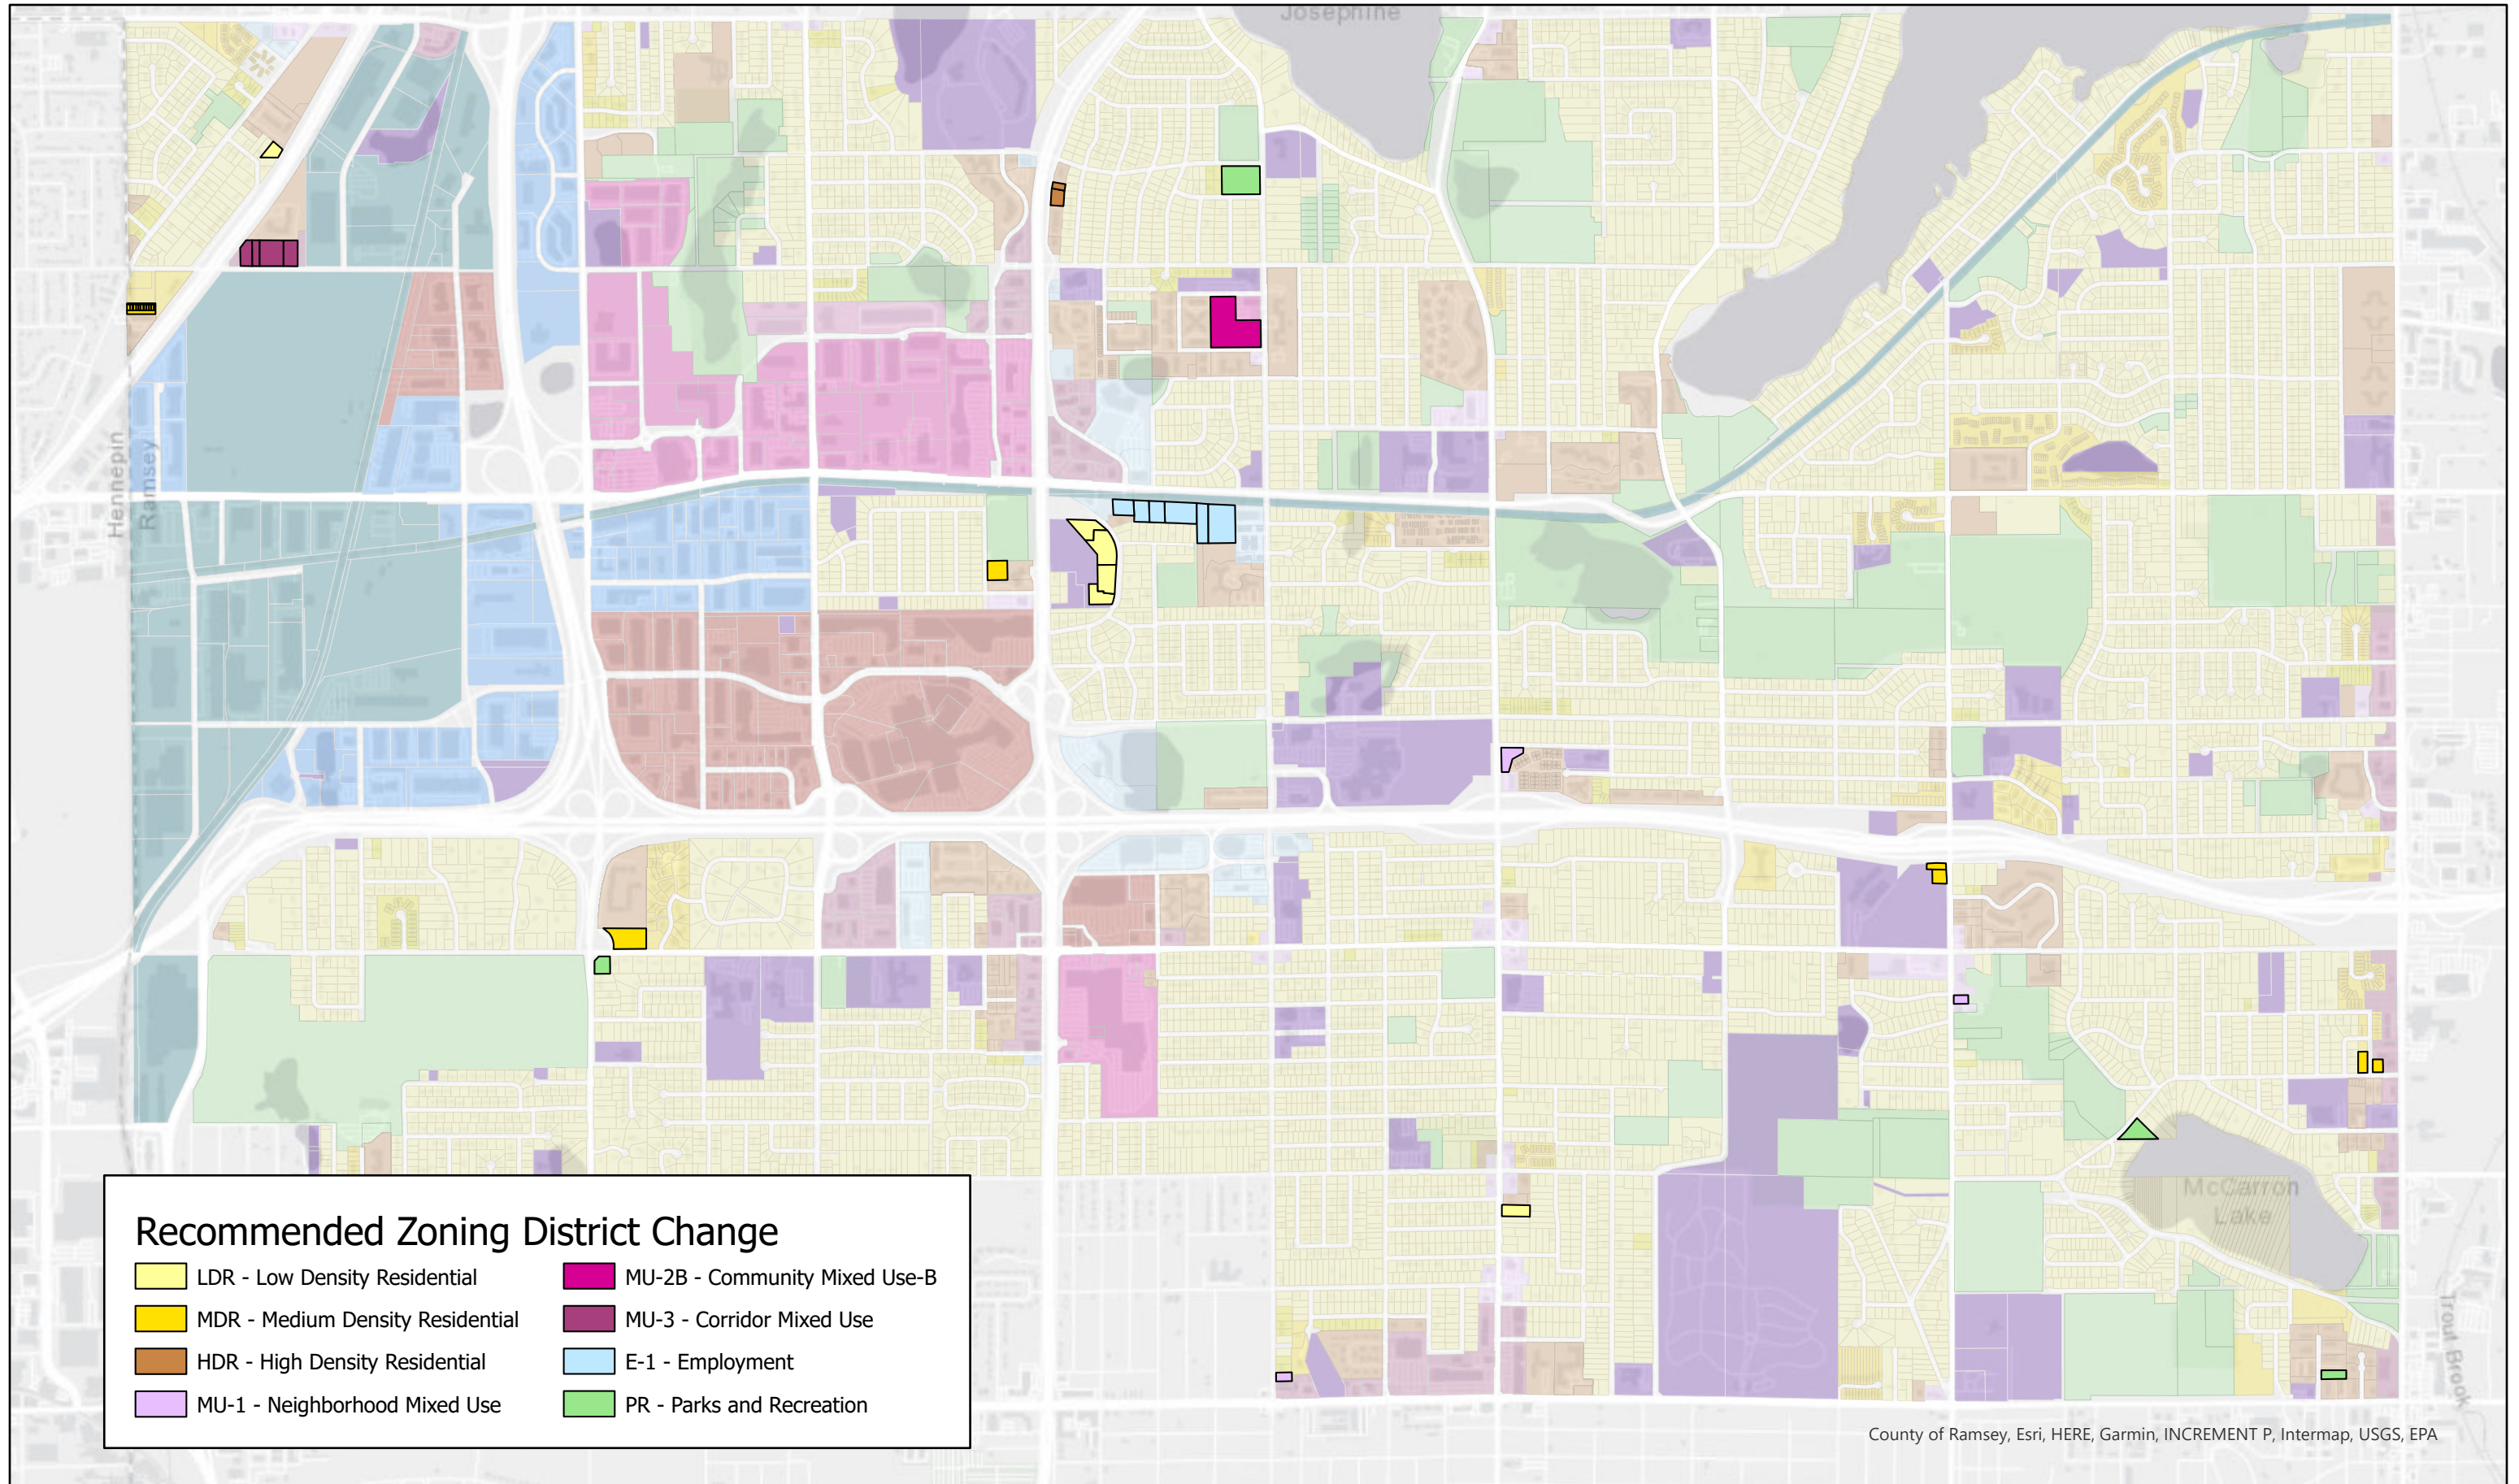 Josephine
Hennepin
Ramsey
McCarron
Lake
Trout Brook
Recommended Zoning District Change
LDR - Low Density Residential
MDR - Medium Density Residential
HDR - High Density Residential
MU-1 - Neighborhood Mixed Use
MU-2B - Community Mixed Use-B
MU-3 - Corridor Mixed Use
E-1 - Employment
PR - Parks and Recreation
County of Ramsey, Esri, HERE, Garmin, INCREMENT P, Intermap, USGS, EPA